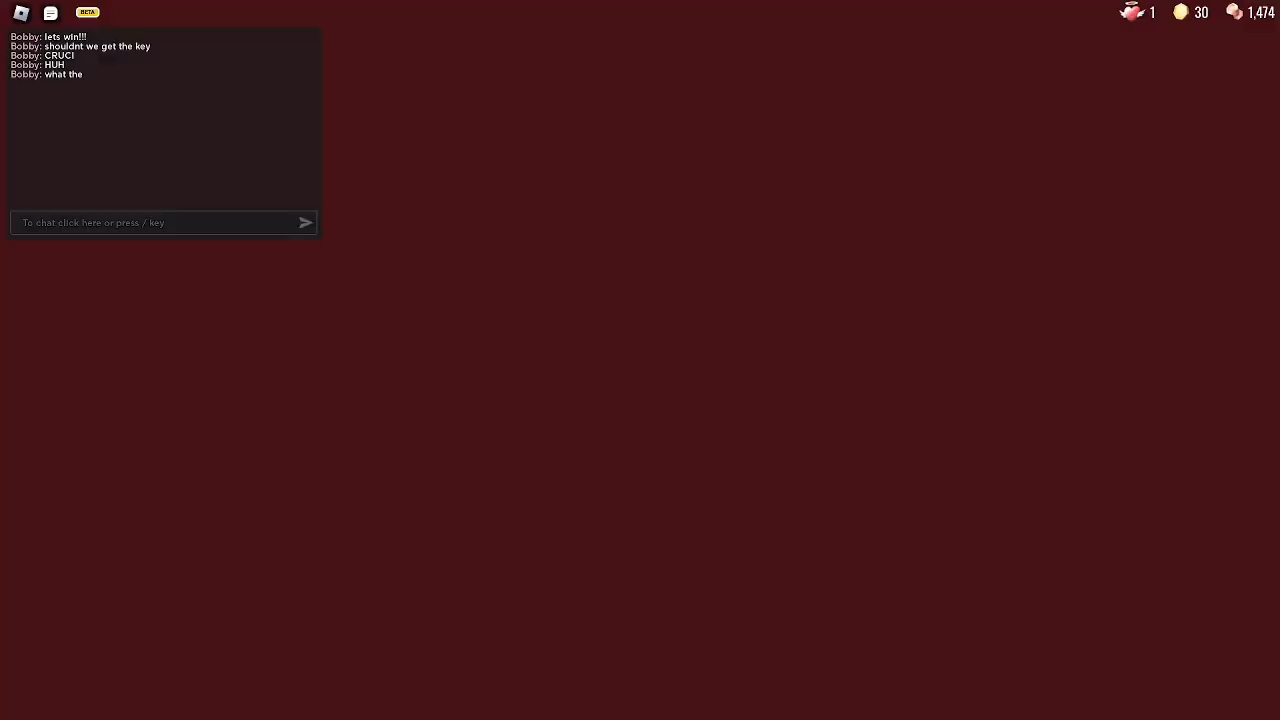 BETA
1
30
1,474
Bobby: lets win!!!
Bobby: shouldnt we get the key
Bobby: CRUCI
Bobby: HUH
Bobby: what the
To chat click here or press / key